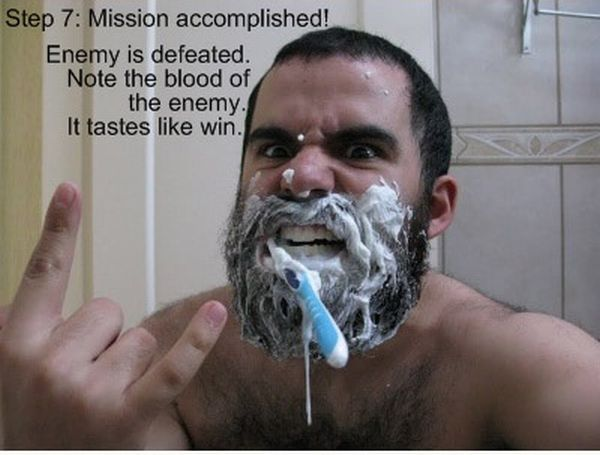 Step 7: Mission accomplished!
Enemy is defeated.
Note the blood of
the enemy.
It tastes like win.